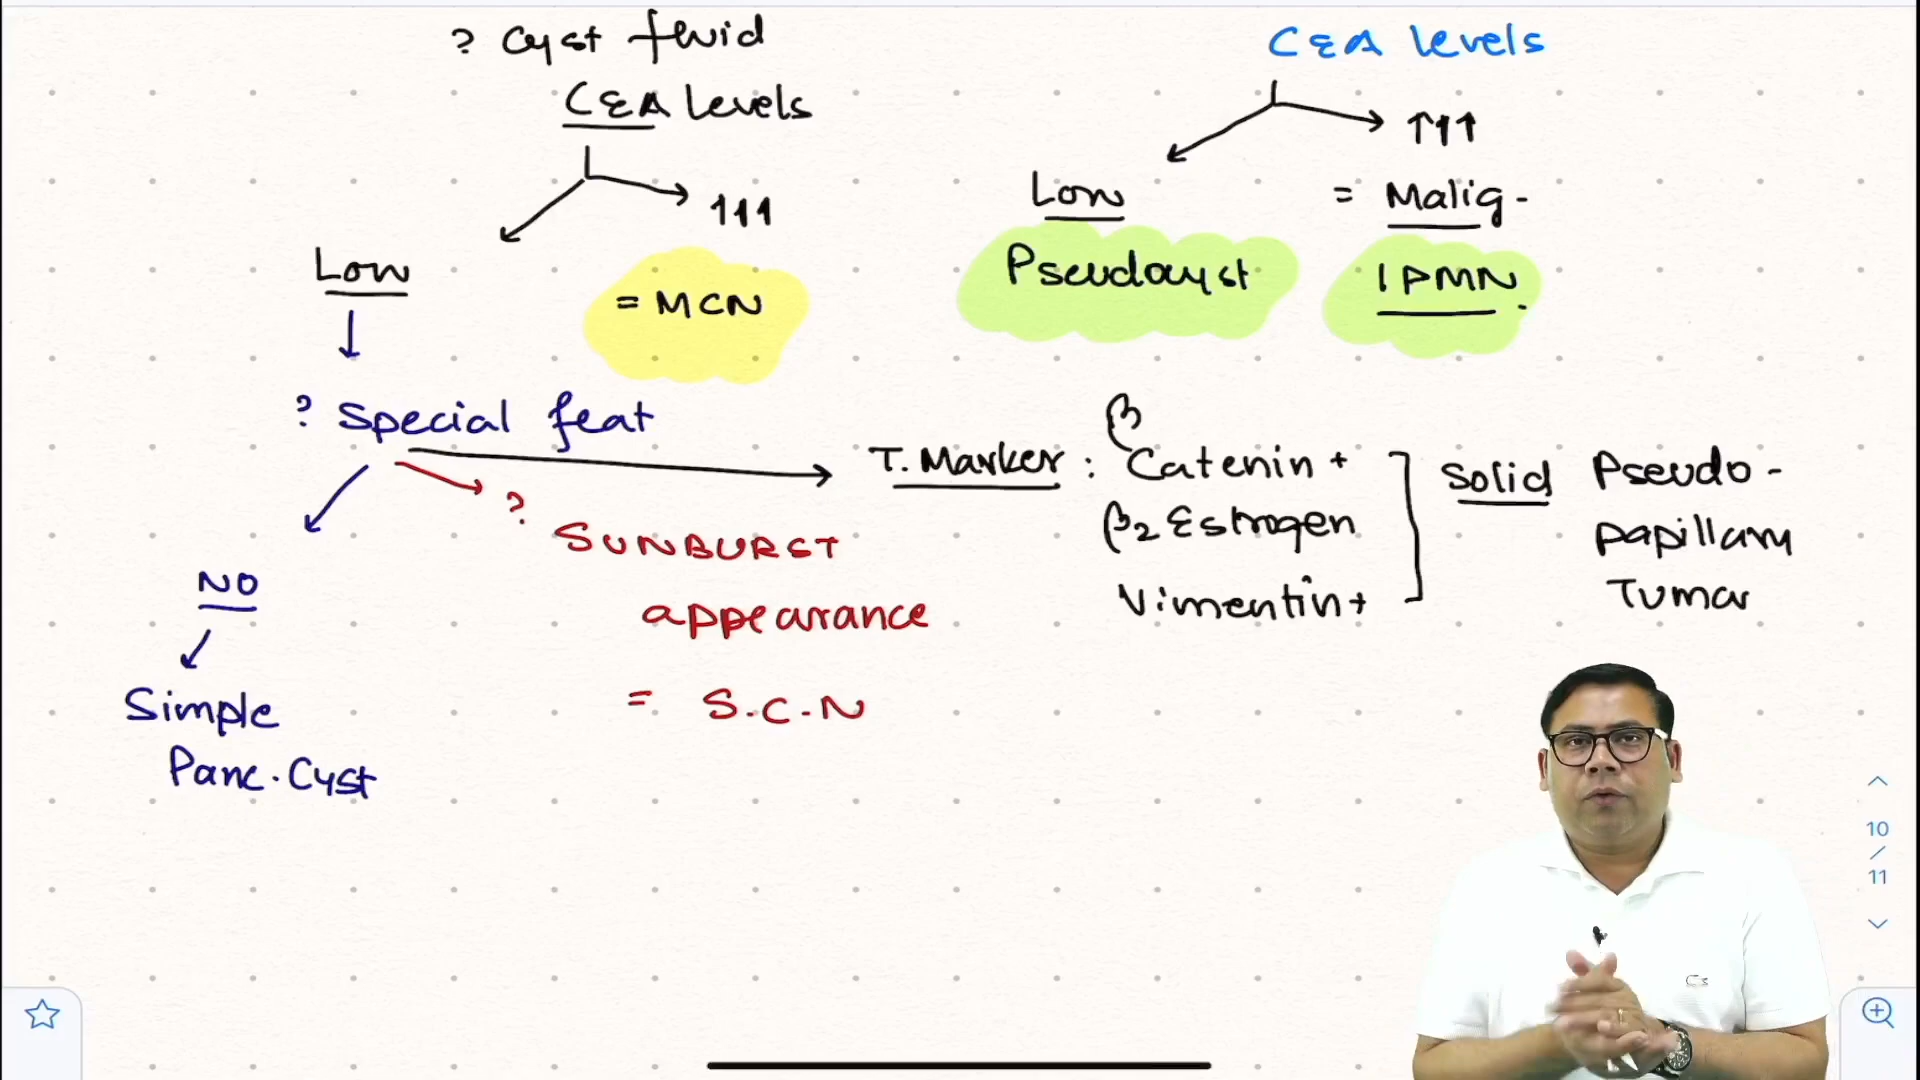 ? Cyst fluid
CEA levels
Low
↑↑↑
= MCN
CEA levels
Low
↑↑↑
= Malig-
Pseudocyst
IPMN.
? Special feat
NO
Simple
Panc. Cyst
?
SUNBURST
appearance
= S.C.N
T. Marker : β Catenin +
β2 Estrogen
Vimentin +
Solid Pseudo-
papillary
Tumor
Cs
10
/
11